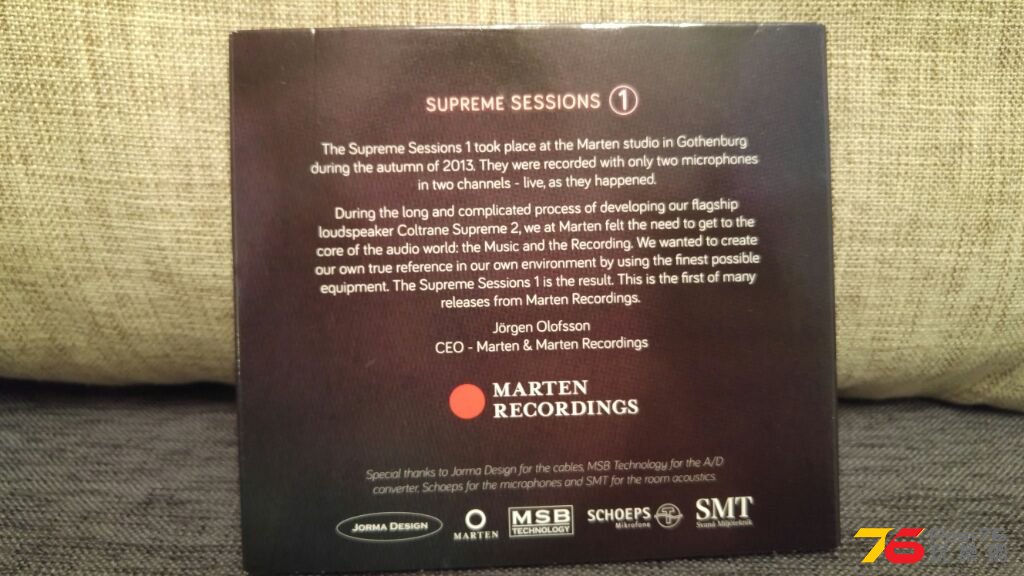 SUPREME SESSIONS 1
The Supreme Sessions 1 took place at the Marten studio in Gothenburg
during the autumn of 2013. They were recorded with only two microphones
in two channels - live, as they happened.
During the long and complicated process of developing our flagship
loudspeaker Coltrane Supreme 2, we at Marten felt the need to get to the
core of the audio world: the Music and the Recording. We wanted to create
our own true reference in our own environment by using the finest possible
equipment. The Supreme Sessions 1 is the result. This is the first of many
releases from Marten Recordings.
Jörgen Olofsson
CEO - Marten & Marten Recordings
MARTEN
RECORDINGS
Special thanks to Jorma Design for the cables, MSB Technology for the A/D
converter, Schoeps for the microphones and SMT for the room acoustics.
JORMA DESIGN
MARTEN
MSB
TECHNOLOGY
SCHOEPS
Mikrofone
SMT
Svanå Miljöteknik
76